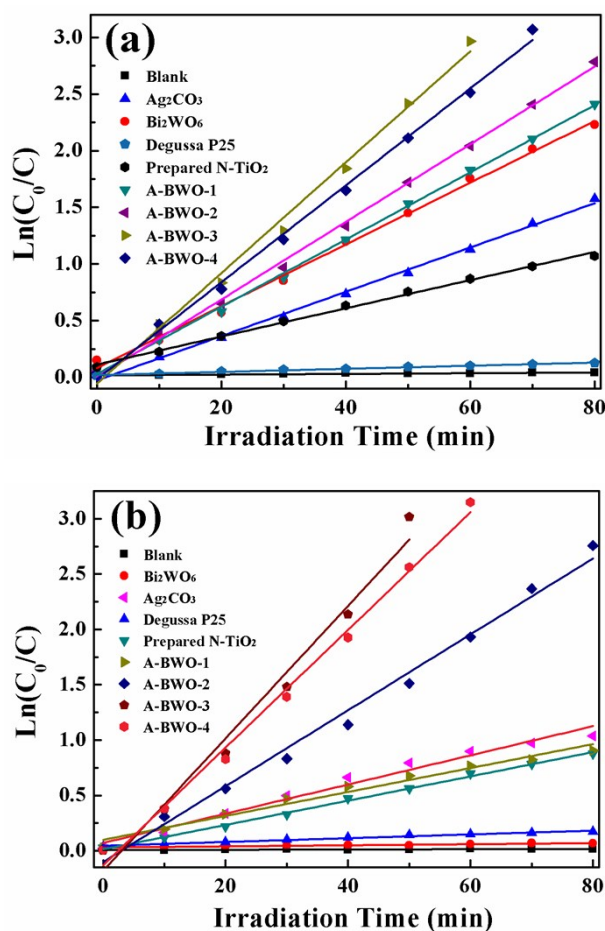 (a)
Ln(C₀/C)
3.0
2.5
2.0
1.5
1.0
0.5
0.0
Blank
Ag₂CO₃
Bi₂WO₆
Degussa P25
Prepared N-TiO₂
A-BWO-1
A-BWO-2
A-BWO-3
A-BWO-4
0 20 40 60 80
Irradiation Time (min)
(b)
Ln(C₀/C)
3.0
2.5
2.0
1.5
1.0
0.5
0.0
Blank
Bi₂WO₆
Ag₂CO₃
Degussa P25
Prepared N-TiO₂
A-BWO-1
A-BWO-2
A-BWO-3
A-BWO-4
0 20 40 60 80
Irradiation Time (min)